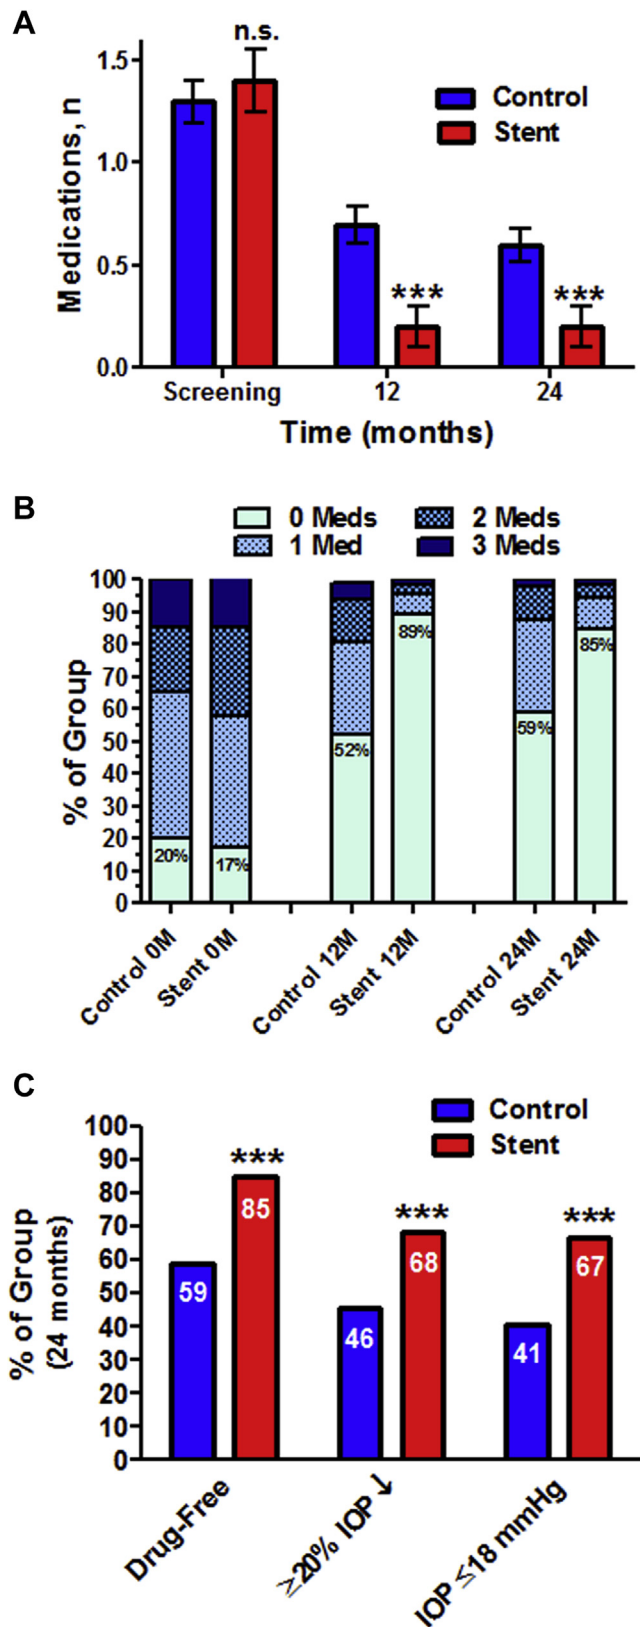 A
n.s.
1.5
1.0
0.5
0.0
Medications, n
Control
Stent
***
***
Screening
12
24
Time (months)
B
0 Meds
2 Meds
1 Med
3 Meds
100
90
80
70
60
50
40
30
20
10
0
% of Group
20%
17%
52%
89%
59%
85%
Control 0M
Stent 0M
Control 12M
Stent 12M
Control 24M
Stent 24M
C
Control
Stent
100
90
80
70
60
50
40
30
20
10
0
% of Group
(24 months)
***
***
***
59
85
46
68
41
67
Drug-Free
≥20% IOP↓
IOP ≤18 mmHg